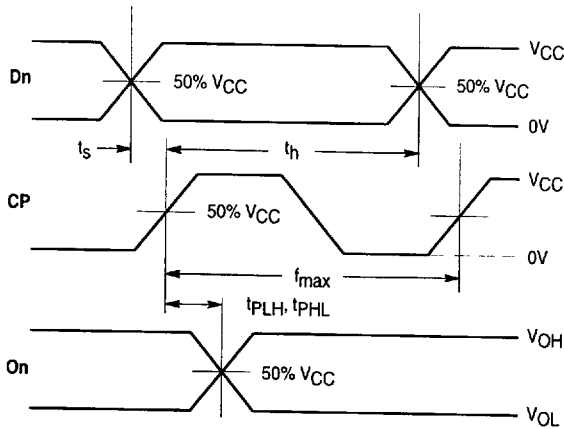 Dn
50% VCC
50% VCC
VCC
0V
ts
th
CP
50% VCC
VCC
0V
fmax
tPLH, tPHL
On
50% VCC
VOH
VOL